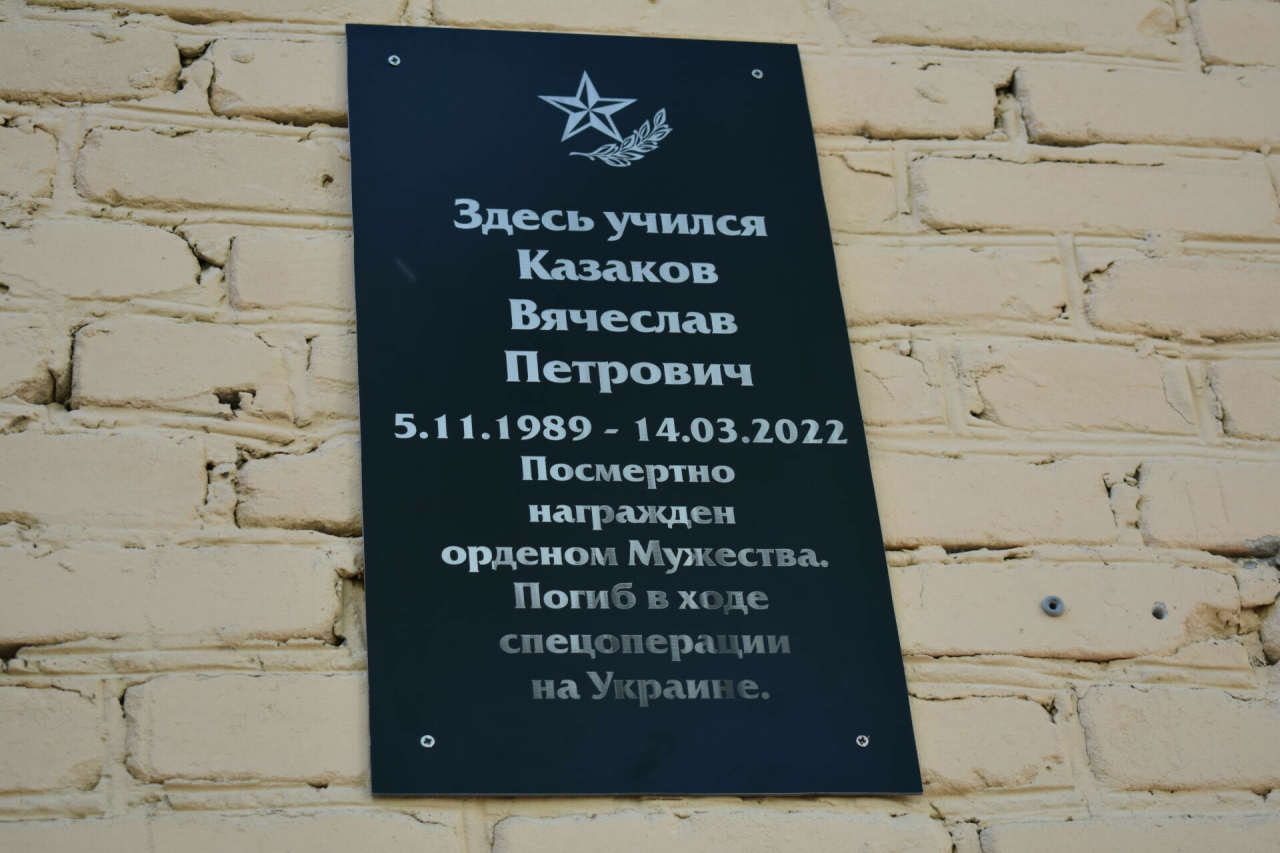 Здесь учился
Казаков
Вячеслав
Петрович
5.11.1989 - 14.03.2022
Посмертно
награжден
орденом Мужества.
Погиб в ходе
спецоперации
на Украине.